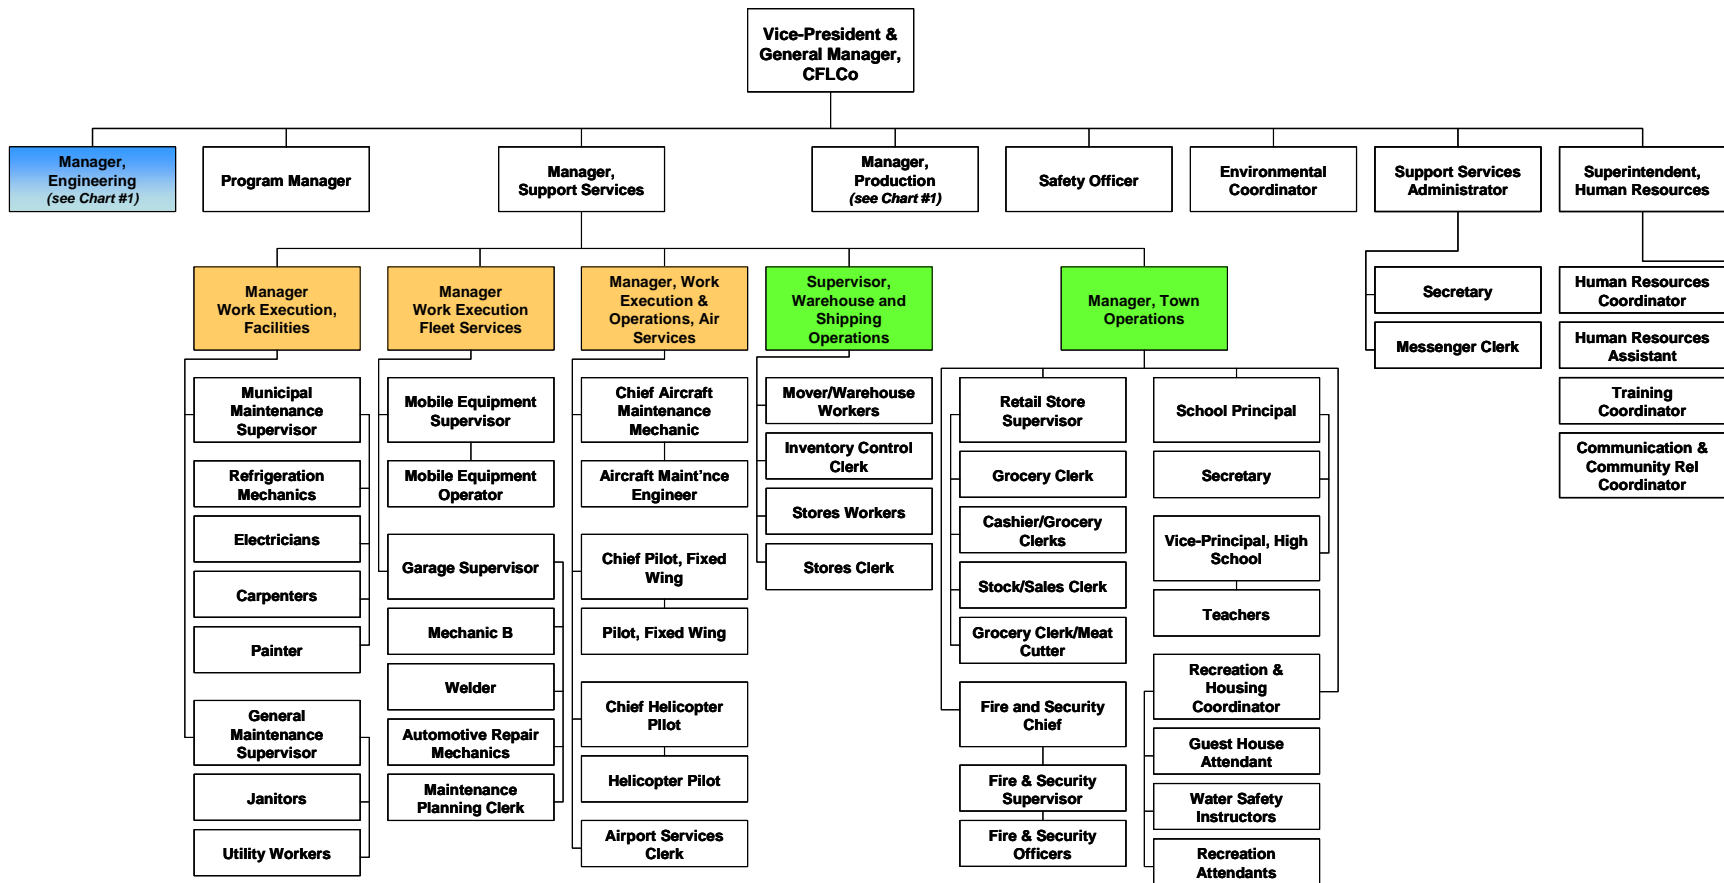 Vice-President &
General Manager,
CFLCo
Manager,
Engineering
(see Chart #1)
Program Manager
Manager,
Support Services
Manager,
Production
(see Chart #1)
Safety Officer
Environmental
Coordinator
Support Services
Administrator
Superintendent,
Human Resources
Manager
Work Execution,
Facilities
Manager
Work Execution
Fleet Services
Manager, Work
Execution &
Operations, Air
Services
Supervisor,
Warehouse and
Shipping
Operations
Manager, Town
Operations
Secretary
Messenger Clerk
Human Resources
Coordinator
Human Resources
Assistant
Training
Coordinator
Communication &
Community Rel
Coordinator
Municipal
Maintenance
Supervisor
Refrigeration
Mechanics
Electricians
Carpenters
Painter
General
Maintenance
Supervisor
Janitors
Utility Workers
Mobile Equipment
Supervisor
Mobile Equipment
Operator
Garage Supervisor
Mechanic B
Welder
Automotive Repair
Mechanics
Maintenance
Planning Clerk
Chief Aircraft
Maintenance
Mechanic
Aircraft Maint'nce
Engineer
Chief Pilot, Fixed
Wing
Pilot, Fixed Wing
Chief Helicopter
PIlot
Helicopter Pilot
Airport Services
Clerk
Mover/Warehouse
Workers
Inventory Control
Clerk
Stores Workers
Stores Clerk
Retail Store
Supervisor
Grocery Clerk
Cashier/Grocery
Clerks
Stock/Sales Clerk
Grocery Clerk/Meat
Cutter
Fire and Security
Chief
Fire & Security
Supervisor
Fire & Security
Officers
School Principal
Secretary
Vice-Principal, High
School
Teachers
Recreation &
Housing
Coordinator
Guest House
Attendant
Water Safety
Instructors
Recreation
Attendants